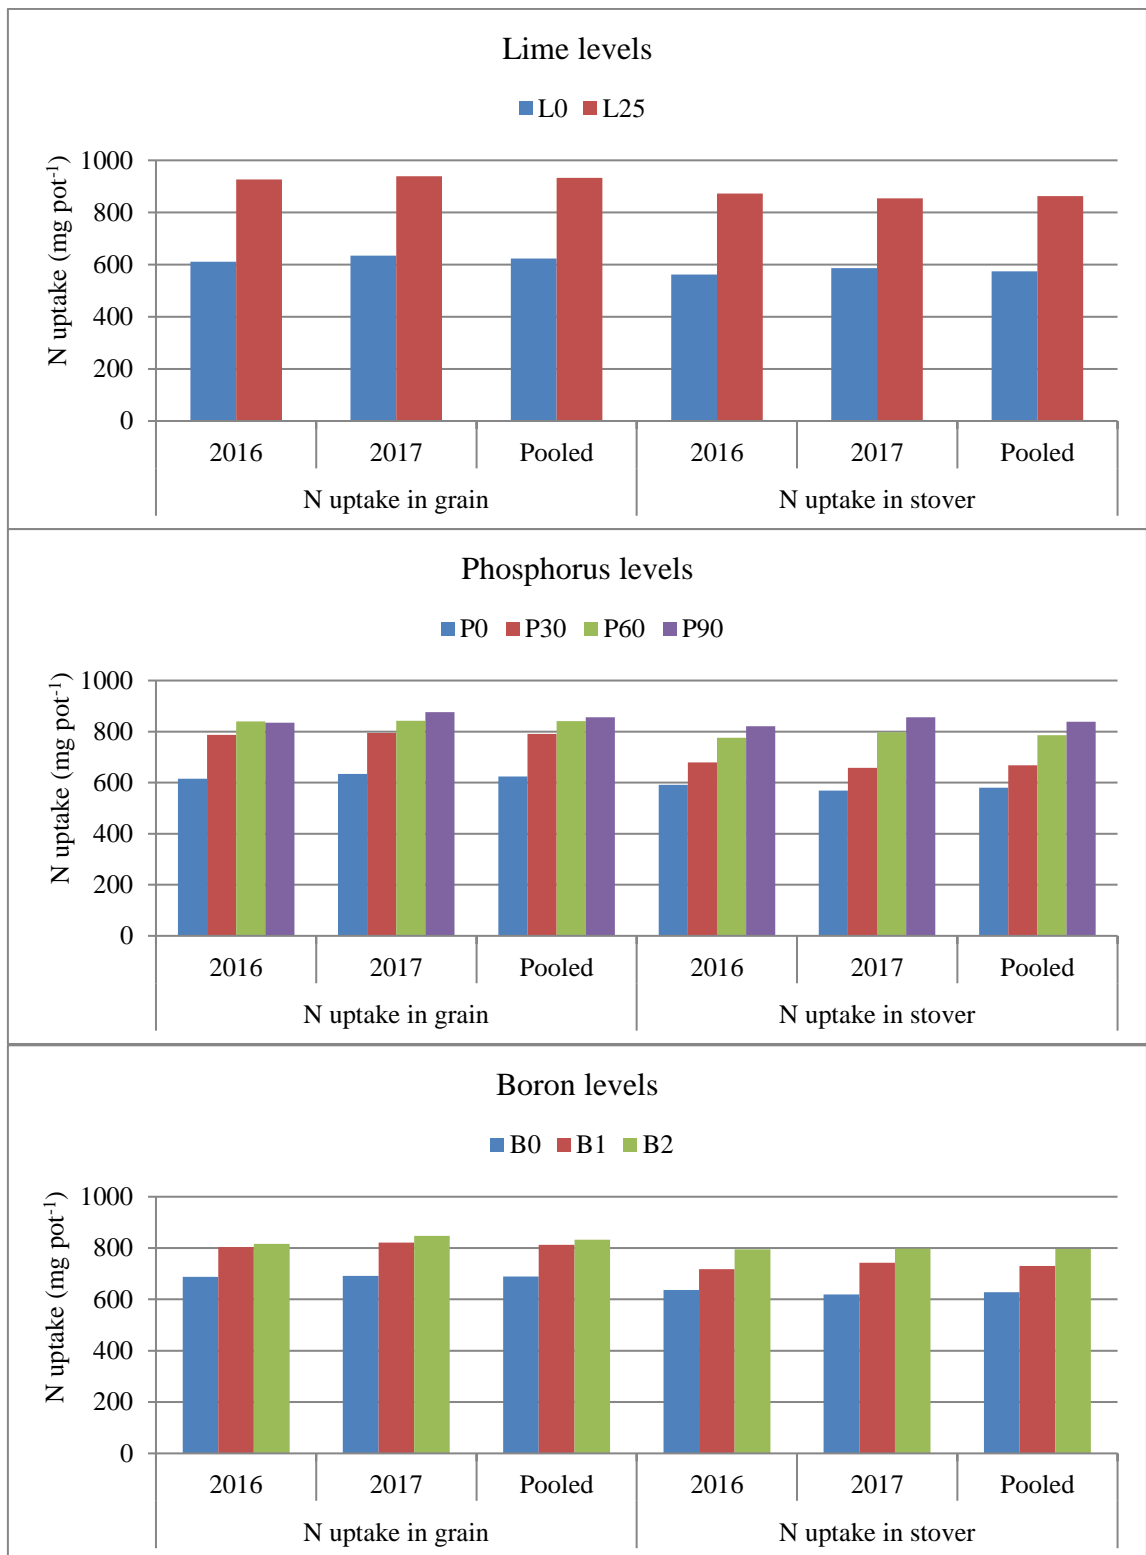 Lime levels
L0 L25
N uptake (mg pot-1)
1000
800
600
400
200
0
2016 2017 Pooled 2016 2017 Pooled
N uptake in grain N uptake in stover
Phosphorus levels
P0 P30 P60 P90
N uptake (mg pot-1)
1000
800
600
400
200
0
2016 2017 Pooled 2016 2017 Pooled
N uptake in grain N uptake in stover
Boron levels
B0 B1 B2
N uptake (mg pot-1)
1000
800
600
400
200
0
2016 2017 Pooled 2016 2017 Pooled
N uptake in grain N uptake in stover